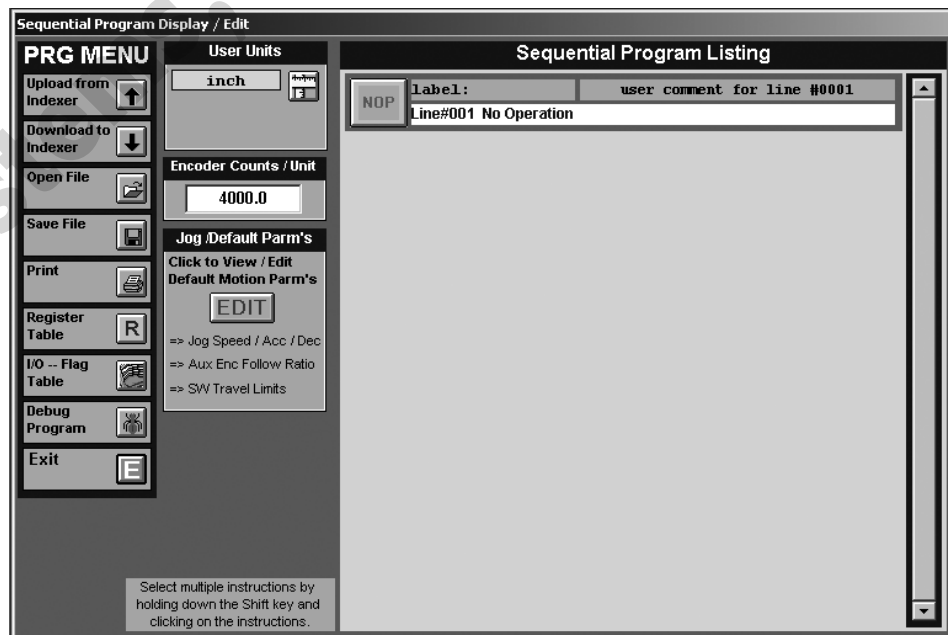 Sequential Program Display / Edit
PRG MENU
Upload from
Indexer
Download to
Indexer
Open File
Save File
Print
Register
Table
R
I/O -- Flag
Table
Debug
Program
Exit
E
User Units
inch
Encoder Counts / Unit
4000.0
Jog /Default Parm's
Click to View / Edit
Default Motion Parm's
EDIT
=> Jog Speed / Acc / Dec
=> Aux Enc Follow Ratio
=> SW Travel Limits
Select multiple instructions by
holding down the Shift key and
clicking on the instructions.
Sequential Program Listing
NOP
label:
user comment for line #0001
Line#001 No Operation